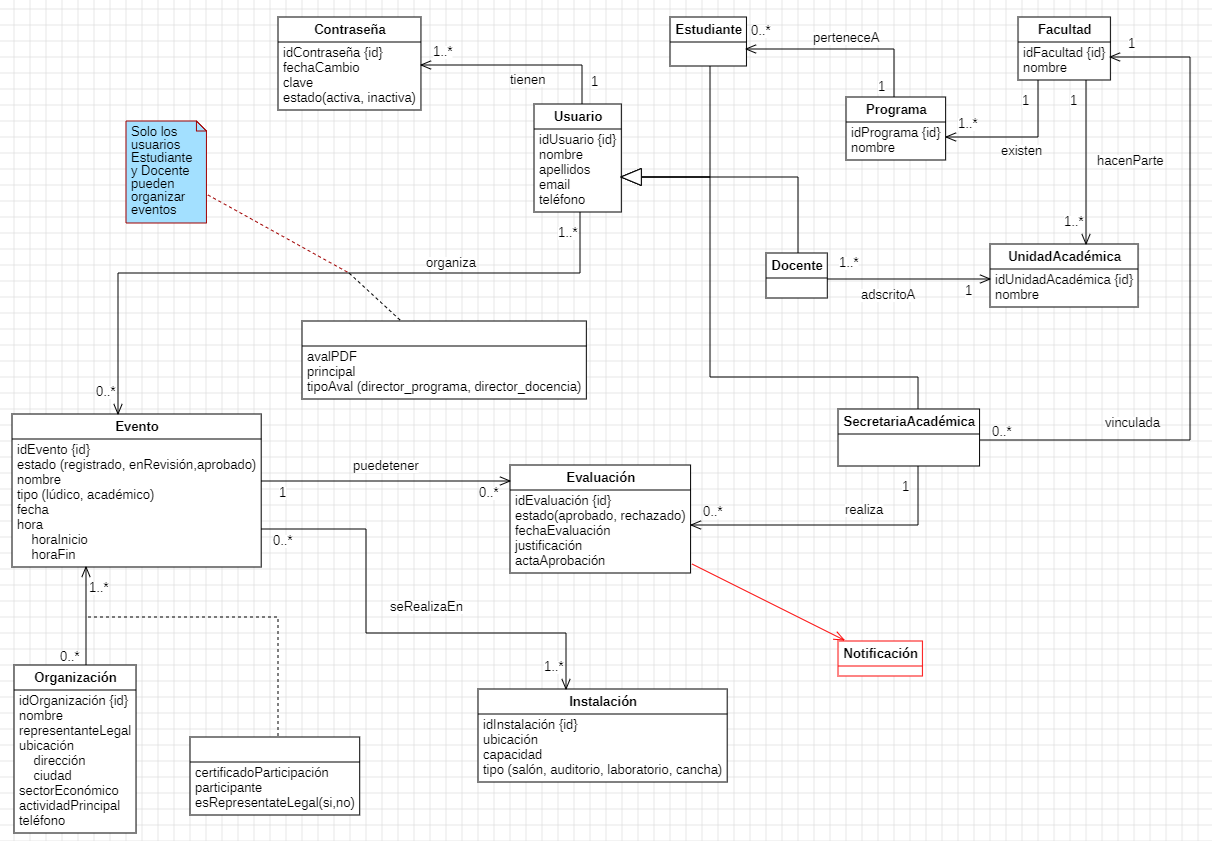 Contraseña
idContraseña {id}
fechaCambio
clave
estado(activa, inactiva)
1..*
tienen
1
Usuario
idUsuario {id}
nombre
apellidos
email
teléfono
1..*
Estudiante
0..*
perteneceA
1
Programa
idPrograma {id}
nombre
1..*
existen
1
Facultad
idFacultad {id}
nombre
1
1
hacenParte
1..*
UnidadAcadémica
idUnidadAcadémica {id}
nombre
Docente
1..*
adscritoA
1
Solo los
usuarios
Estudiante
y Docente
pueden
organizar
eventos
organiza
avalPDF
principal
tipoAval (director_programa, director_docencia)
0..*
Evento
idEvento {id}
estado (registrado, enRevisión,aprobado)
nombre
tipo (lúdico, académico)
fecha
hora
horaInicio
horaFin
puedetener
1
0..*
Evaluación
idEvaluación {id}
estado(aprobado, rechazado)
fechaEvaluación
justificación
actaAprobación
SecretariaAcadémica
0..*
vinculada
1
realiza
0..*
0..*
seRealizaEn
1..*
Notificación
Instalación
idInstalación {id}
ubicación
capacidad
tipo (salón, auditorio, laboratorio, cancha)
1..*
0..*
Organización
idOrganización {id}
nombre
representanteLegal
ubicación
dirección
ciudad
sectorEconómico
actividadPrincipal
teléfono
certificadoParticipación
participante
esRepresentateLegal(si,no)